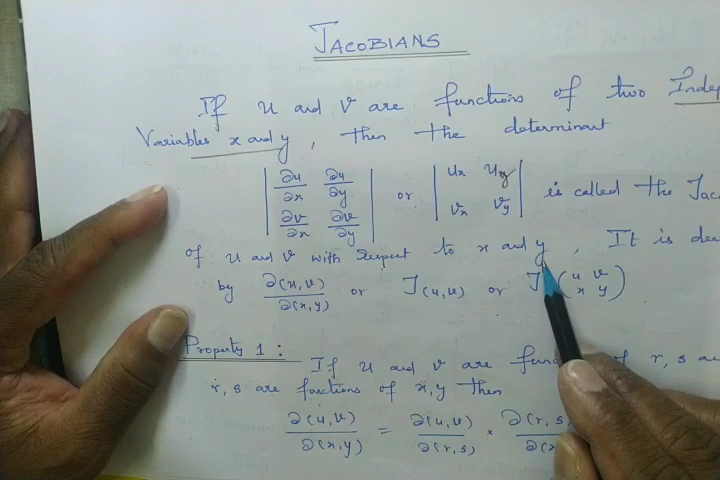 JACOBIANS
If u and v are functions of two Indep
Variables x and y, then the determinant
| ∂u/∂x ∂u/∂y ; ∂v/∂x ∂v/∂y | or | ux uy ; vx vy | is called the Jac
of u and v with respect to x and y, It is de
by ∂(u,v)/∂(x,y) or J(u,v) or J(u v / x y)
Property 1: If u and v are func of r, s a
r, s are functions of x, y then
∂(u,v)/∂(x,y) = ∂(u,v)/∂(r,s) × ∂(r,s/∂(x